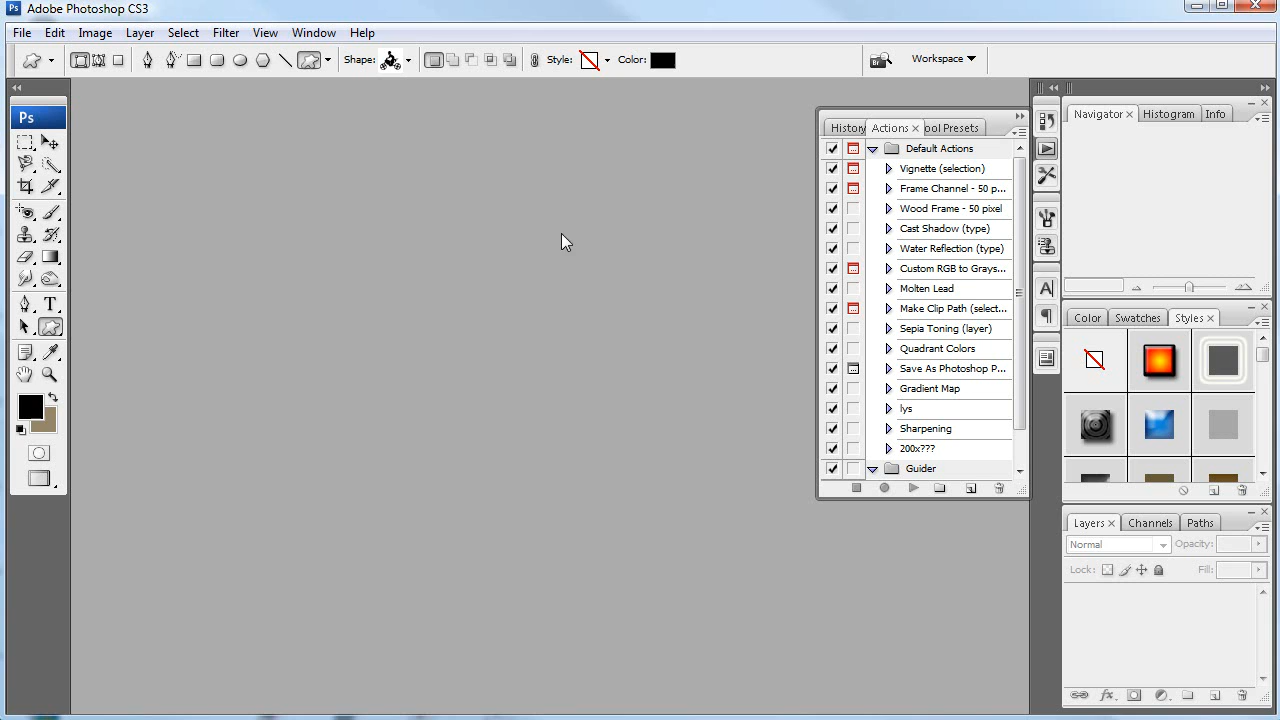 Ps Adobe Photoshop CS3
File Edit Image Layer Select Filter View Window Help
Shape: Style: Color: Br Workspace
Ps
History Actions ool Presets
Default Actions
Vignette (selection)
Frame Channel - 50 p...
Wood Frame - 50 pixel
Cast Shadow (type)
Water Reflection (type)
Custom RGB to Grays...
Molten Lead
Make Clip Path (select...
Sepia Toning (layer)
Quadrant Colors
Save As Photoshop P...
Gradient Map
lys
Sharpening
200x???
Guider
Navigator Histogram Info
Color Swatches Styles
Layers Channels Paths
Normal Opacity:
Lock: Fill: